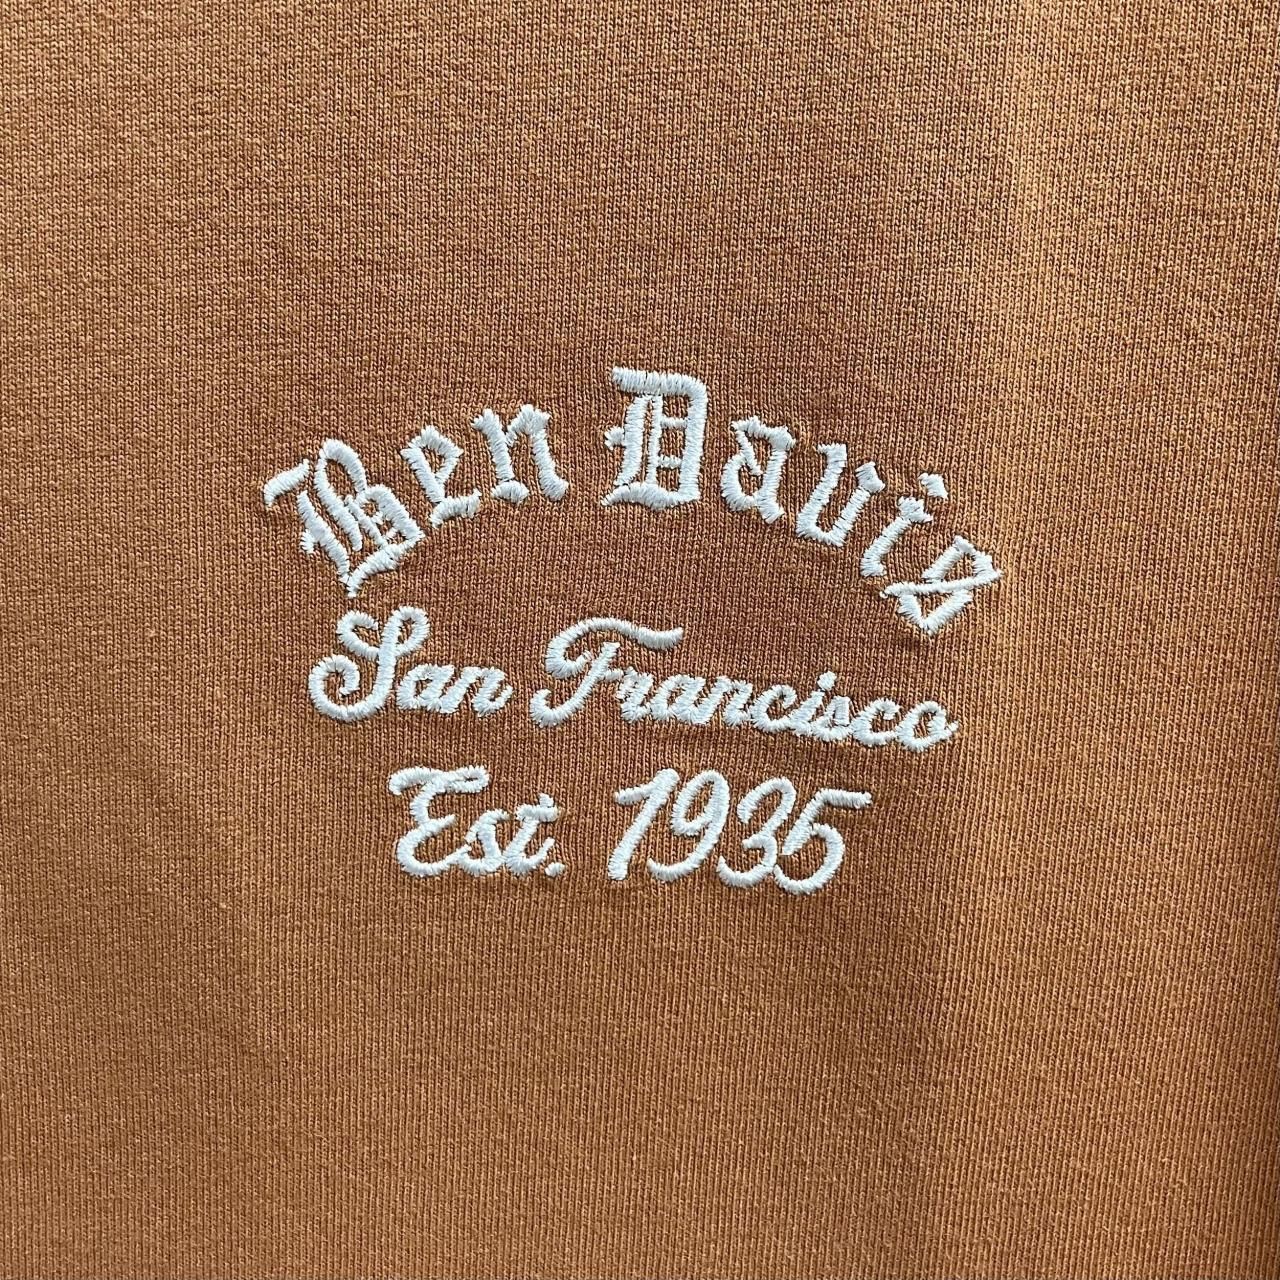 Ben Davis
San Francisco
Est. 1935